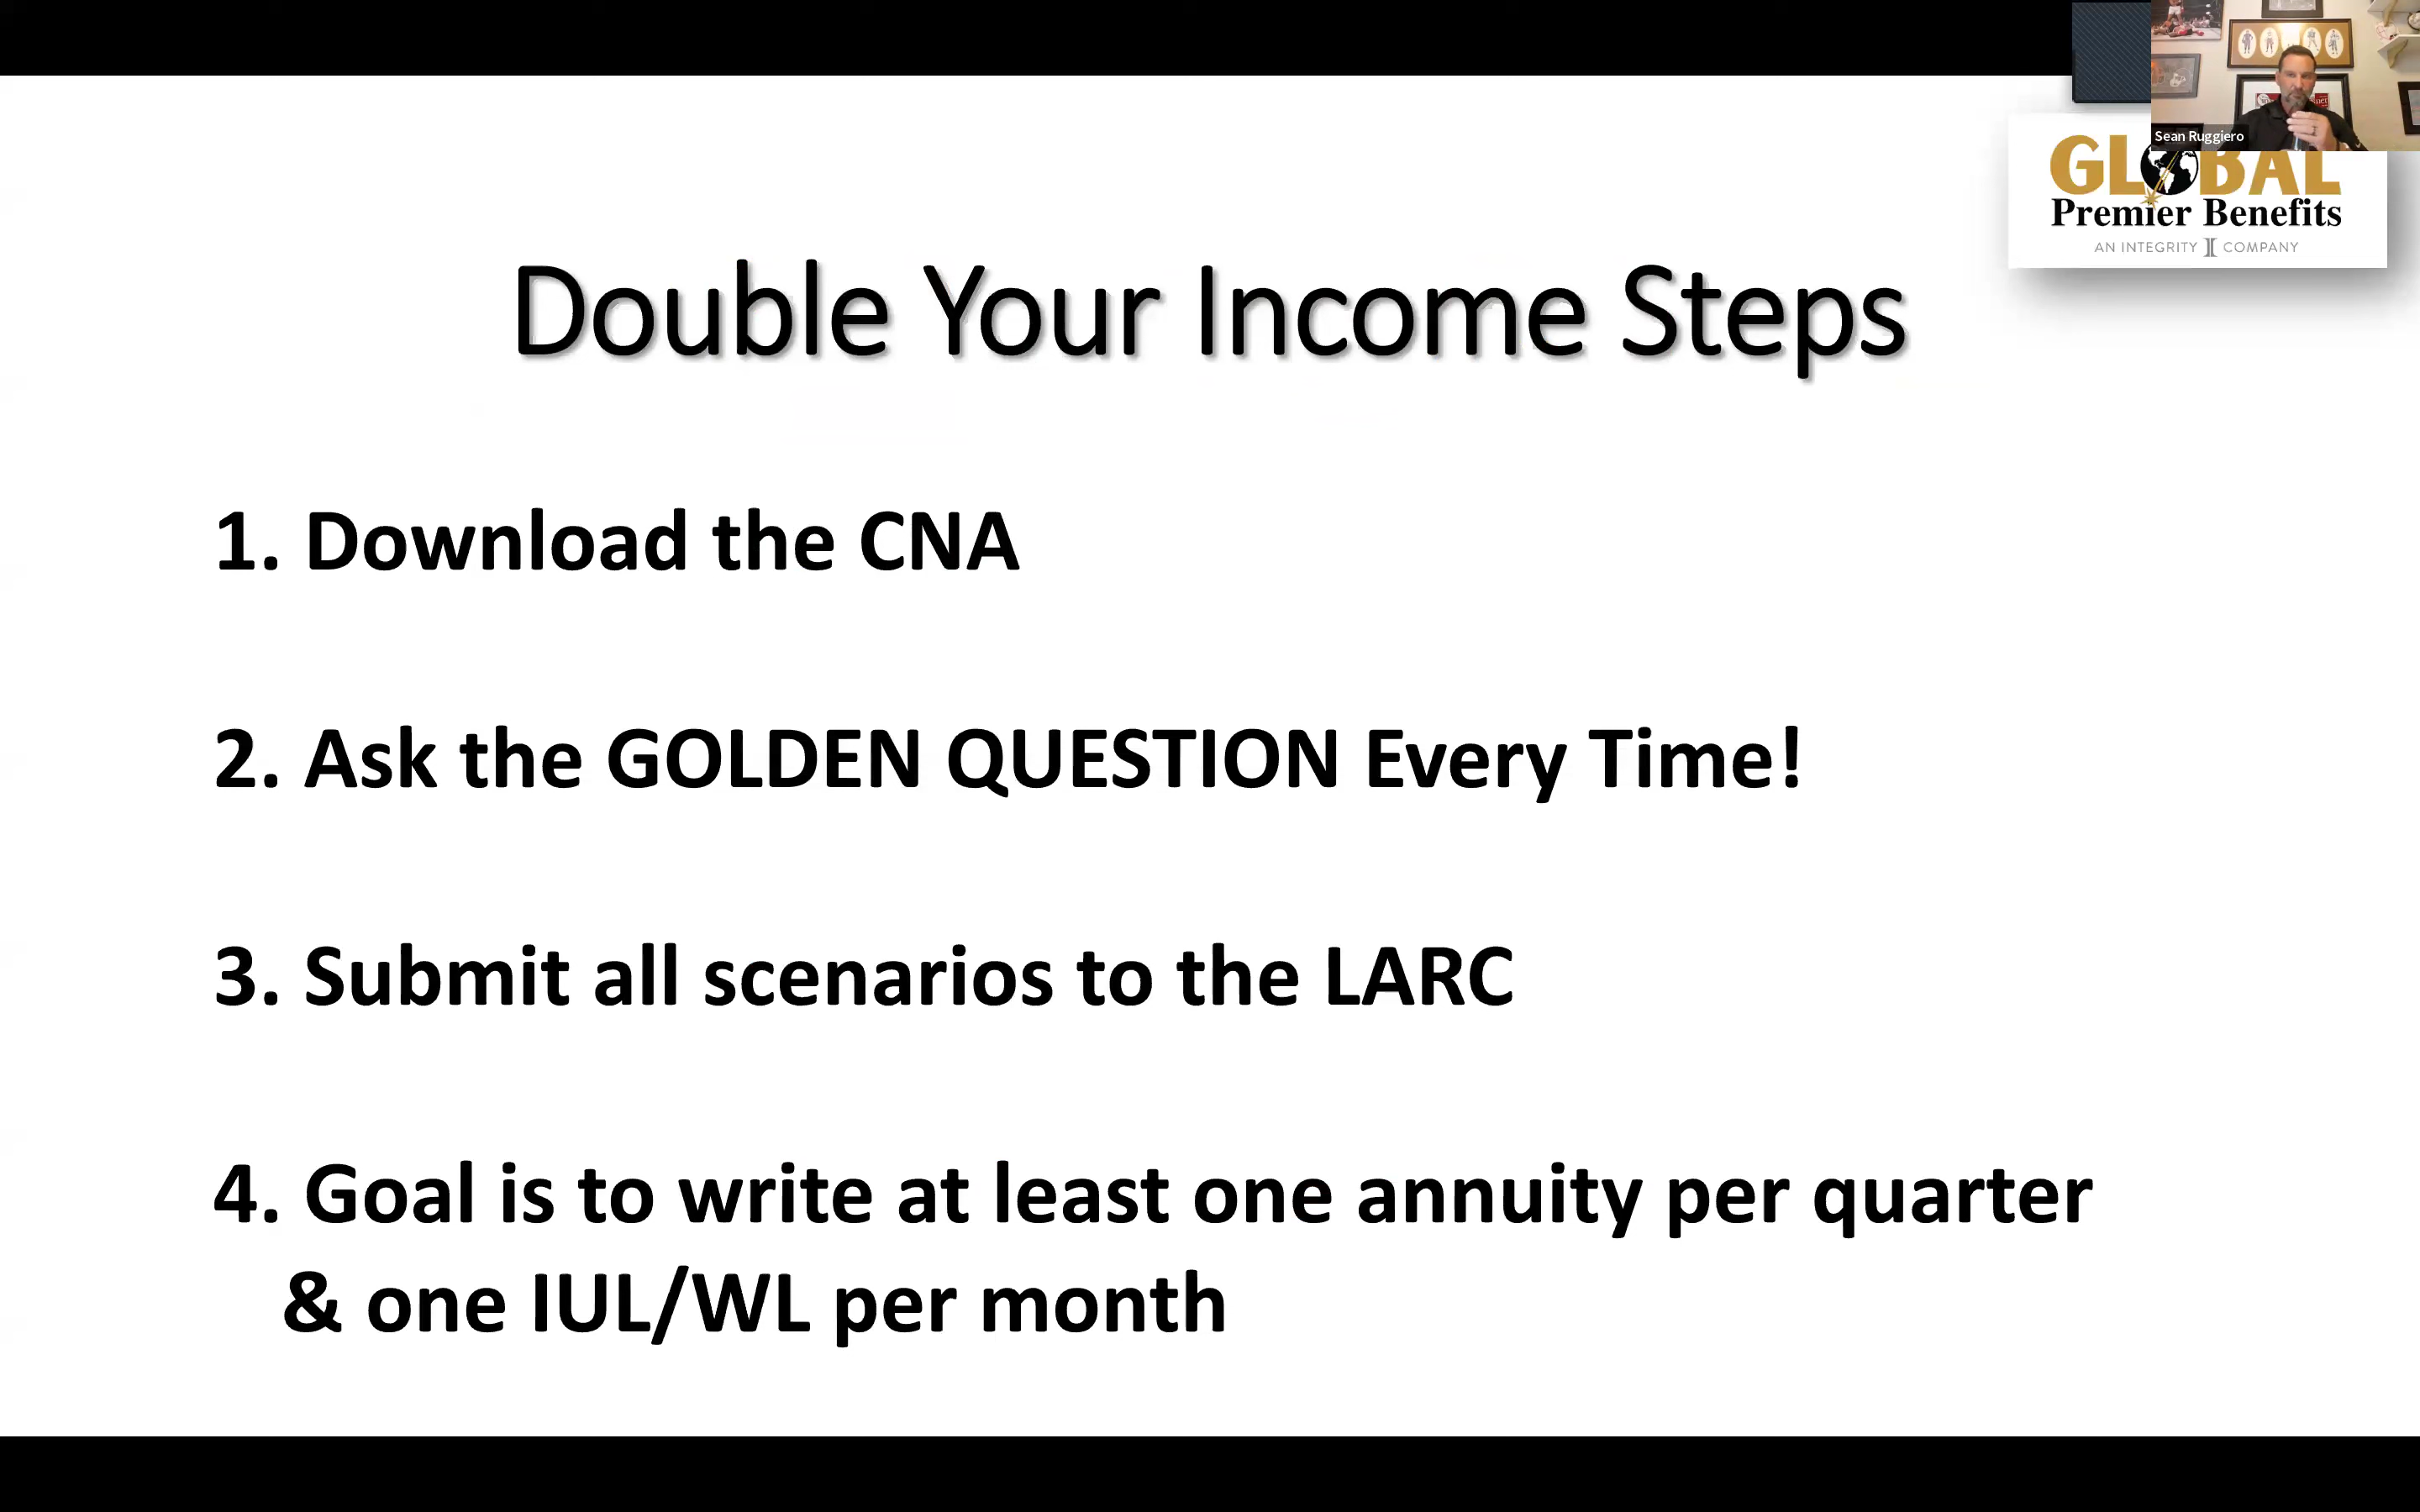 Sean Ruggiero
GLOBAL
Premier Benefits
AN INTEGRITY COMPANY
Double Your Income Steps
1. Download the CNA
2. Ask the GOLDEN QUESTION Every Time!
3. Submit all scenarios to the LARC
4. Goal is to write at least one annuity per quarter
& one IUL/WL per month